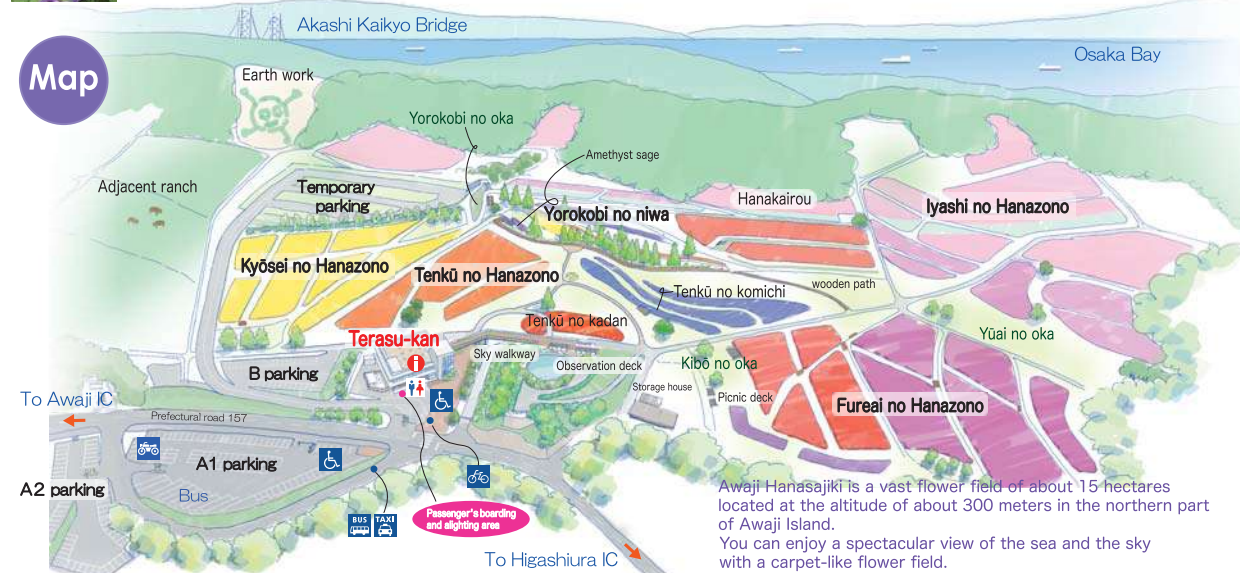 Akashi Kaikyo Bridge
Osaka Bay
Map
Earth work
Yorokobi no oka
Amethyst sage
Adjacent ranch
Temporary
parking
Hanakairou
Iyashi no Hanazono
Yorokobi no niwa
Kyōsei no Hanazono
Tenkū no Hanazono
Tenkū no komichi
wooden path
Tenkū no kadan
Terasu-kan
i
Sky walkway
Observation deck
Kibō no oka
Yūai no oka
B parking
Storage house
Picnic deck
Fureai no Hanazono
To Awaji IC
Prefectural road 157
A1 parking
A2 parking
Bus
BUS
TAXI
Passenger's boarding
and alighting area
To Higashiura IC
Awaji Hanasajiki is a vast flower field of about 15 hectares
located at the altitude of about 300 meters in the northern part
of Awaji Island.
You can enjoy a spectacular view of the sea and the sky
with a carpet-like flower field.